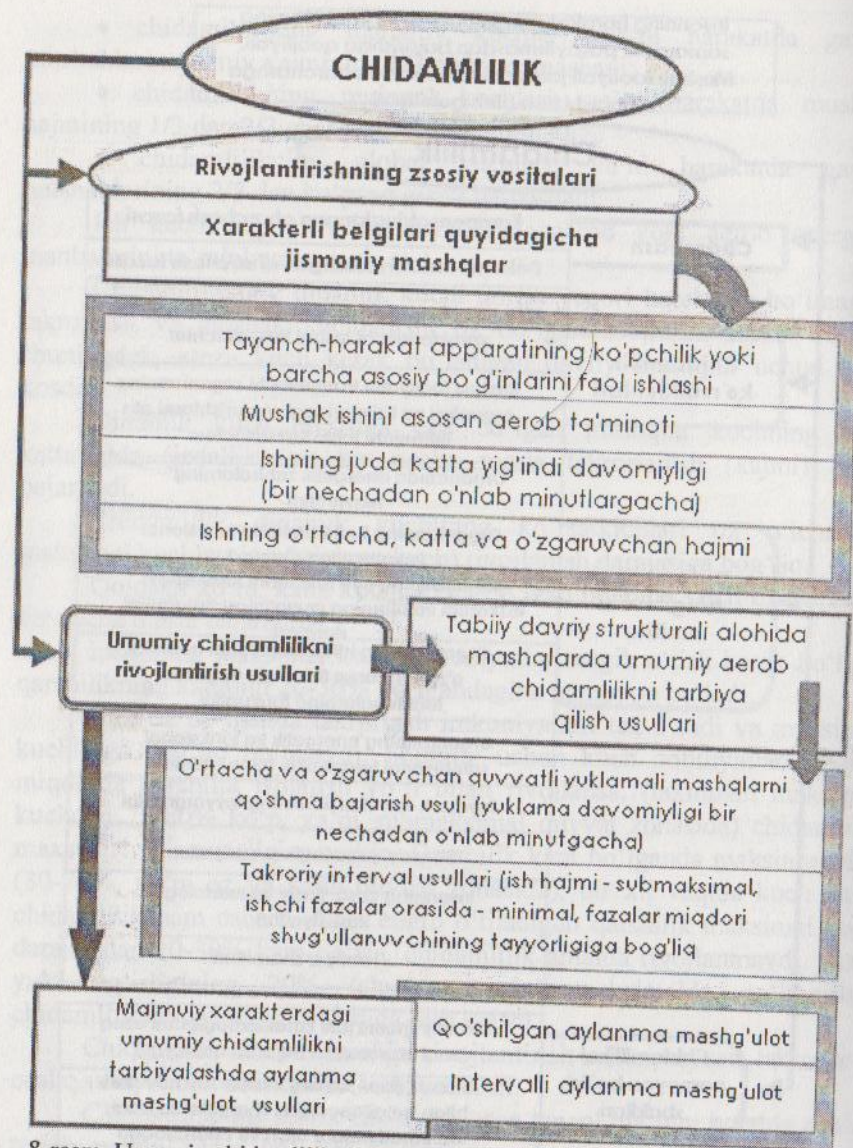 CHIDAMLILIK
Rivojlantirishning zsosiy vositalari
Xarakterli belgilari quyidagicha
jismoniy mashqlar
Tayanch-harakat apparatining ko'pchilik yoki
barcha asosiy bo'g'inlarini faol ishlashi
Mushak ishini asosan aerob ta'minoti
Ishning juda katta yig'indi davomiyligi
(bir nechadan o'nlab minutlargacha)
Ishning o'rtacha, katta va o'zgaruvchan hajmi
Umumiy chidamlilikni
rivojlantirish usullari
Tabiiy davriy strukturali alohida
mashqlarda umumiy aerob
chidamlilikni tarbiya
qilish usullari
O'rtacha va o'zgaruvchan quvvatli yuklamali mashqlarni
qo'shma bajarish usuli (yuklama davomiyligi bir
nechadan o'nlab minutgacha)
Takroriy interval usullari (ish hajmi - submaksimal,
ishchi fazalar orasida - minimal, fazalar miqdori
shug'ullanuvchining tayyorligiga bog'liq
Majmuiy xarakterdagi
umumiy chidamlilikni
tarbiyalashda aylanma
mashg'ulot usullari
Qo'shilgan aylanma mashg'ulot
Intervalli aylanma mashg'ulot